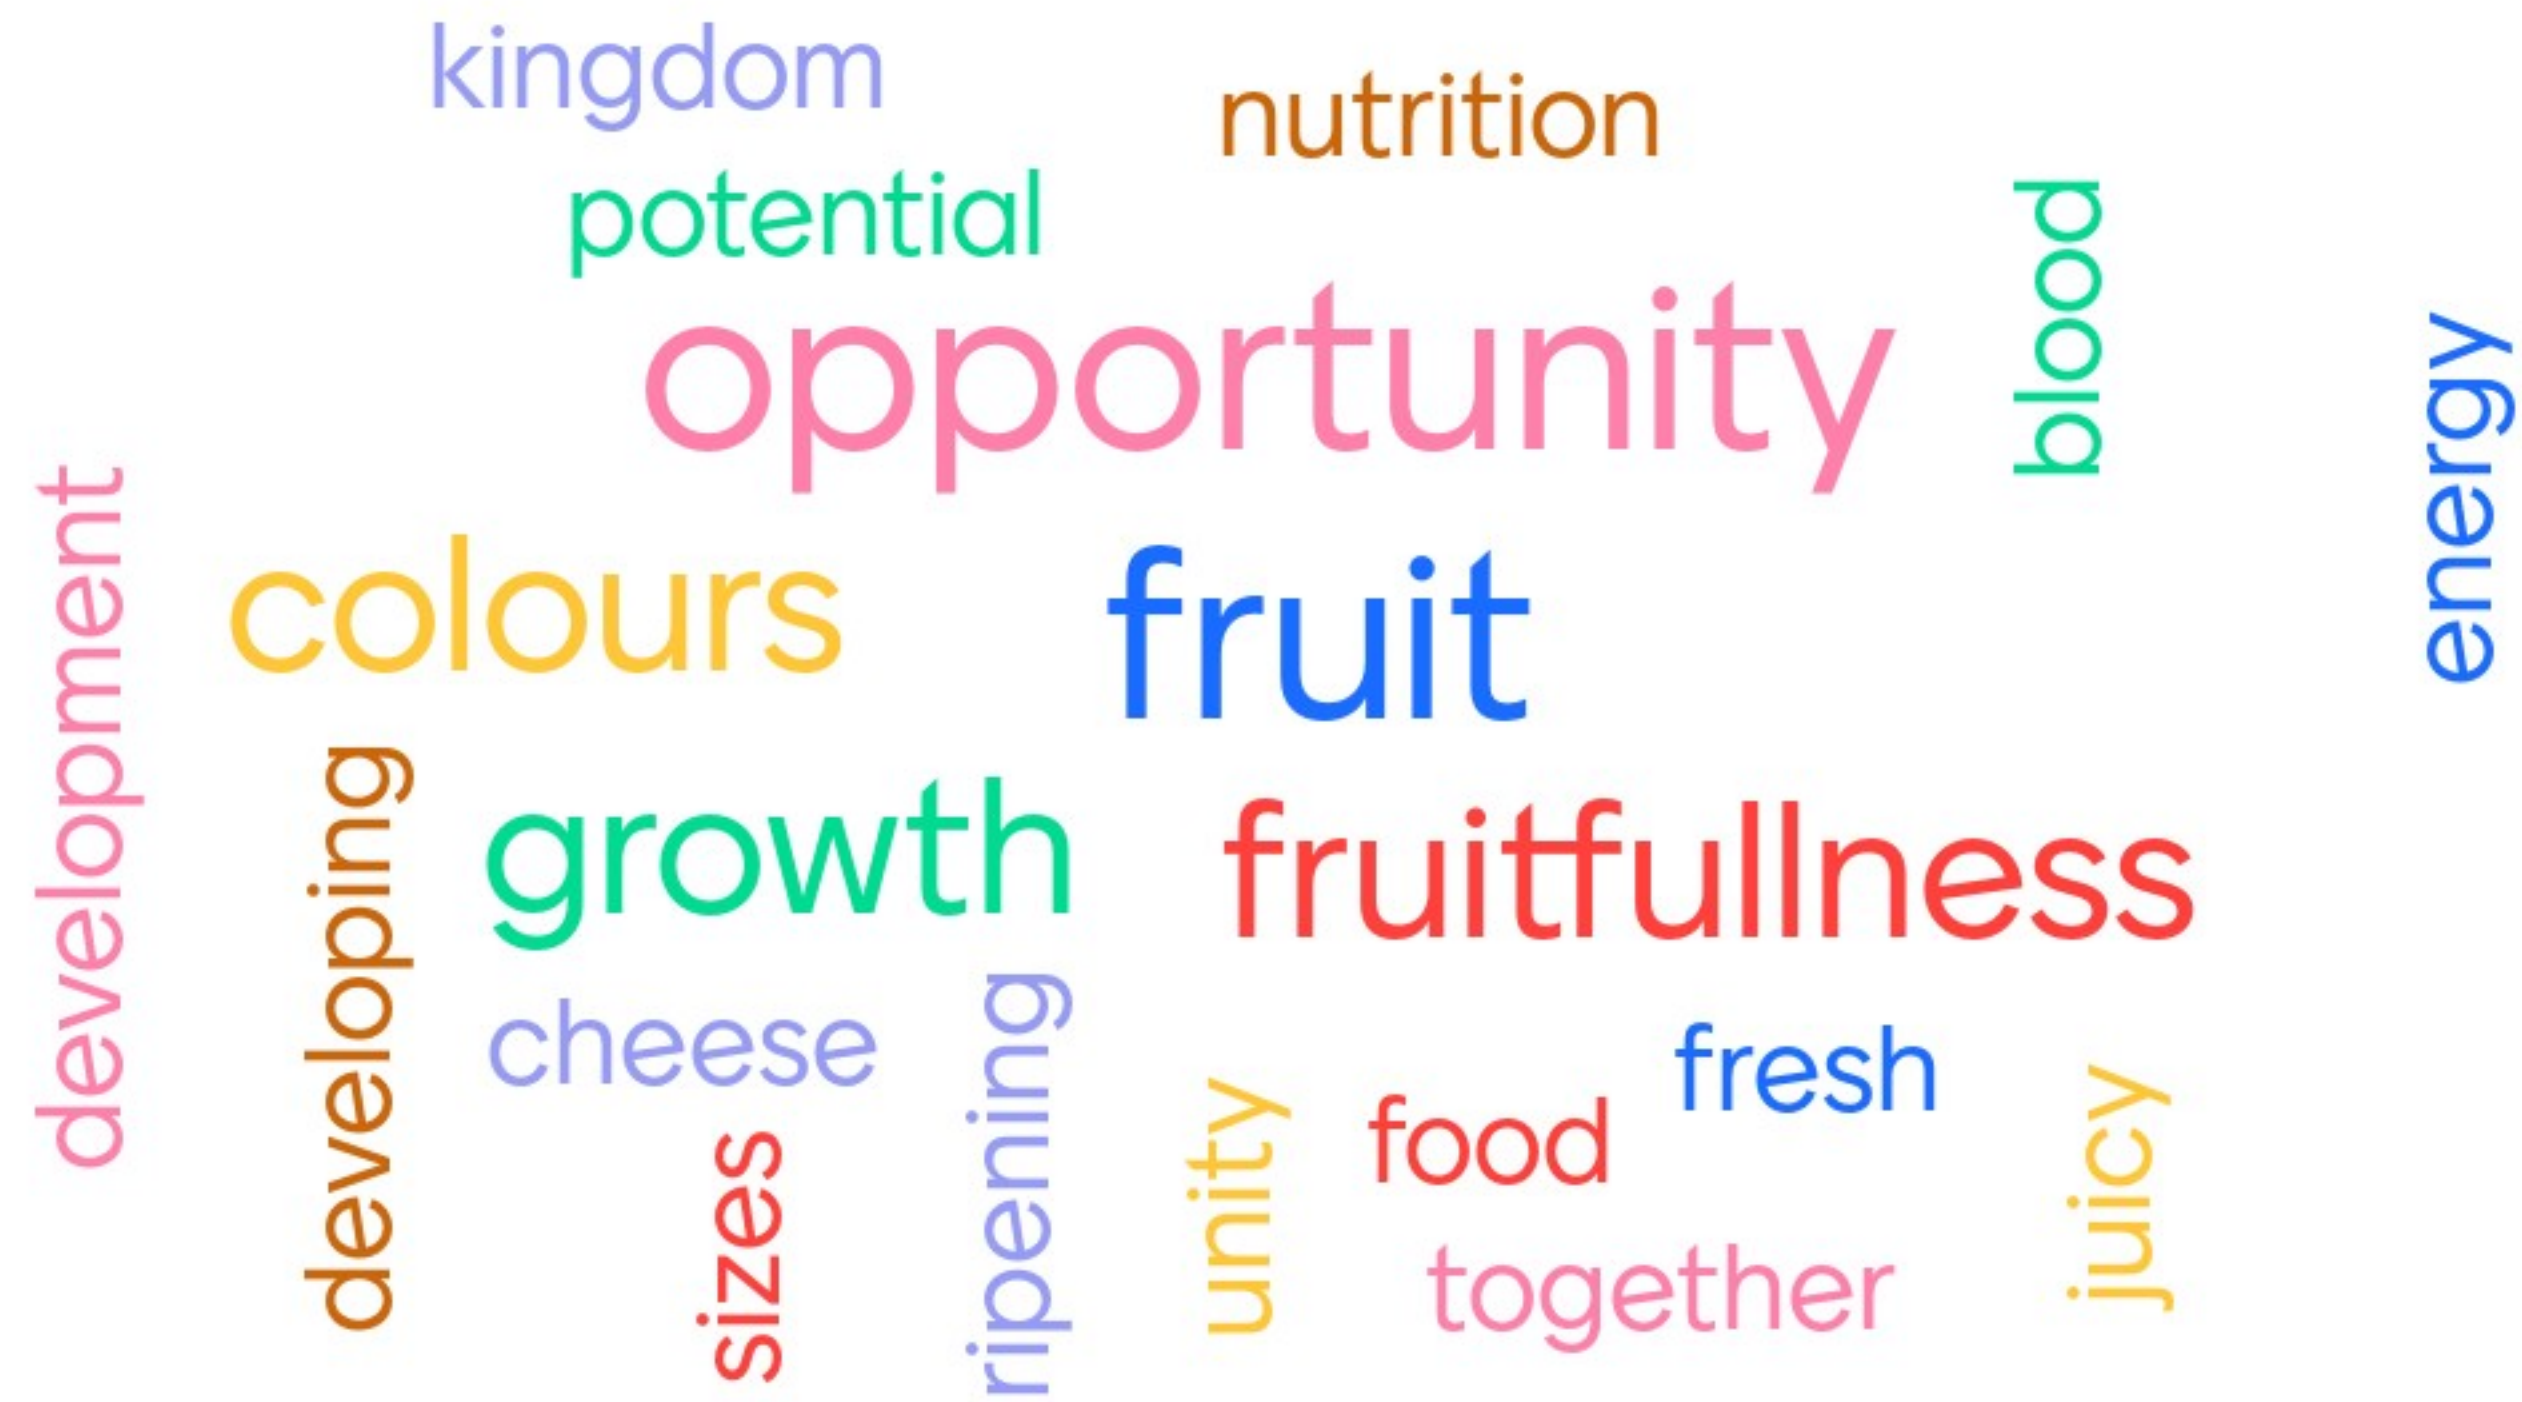 kingdom
nutrition
potential
blood
opportunity
energy
development
colours
fruit
developing
growth
fruitfullness
cheese
ripening
fresh
sizes
unity
food
juicy
together